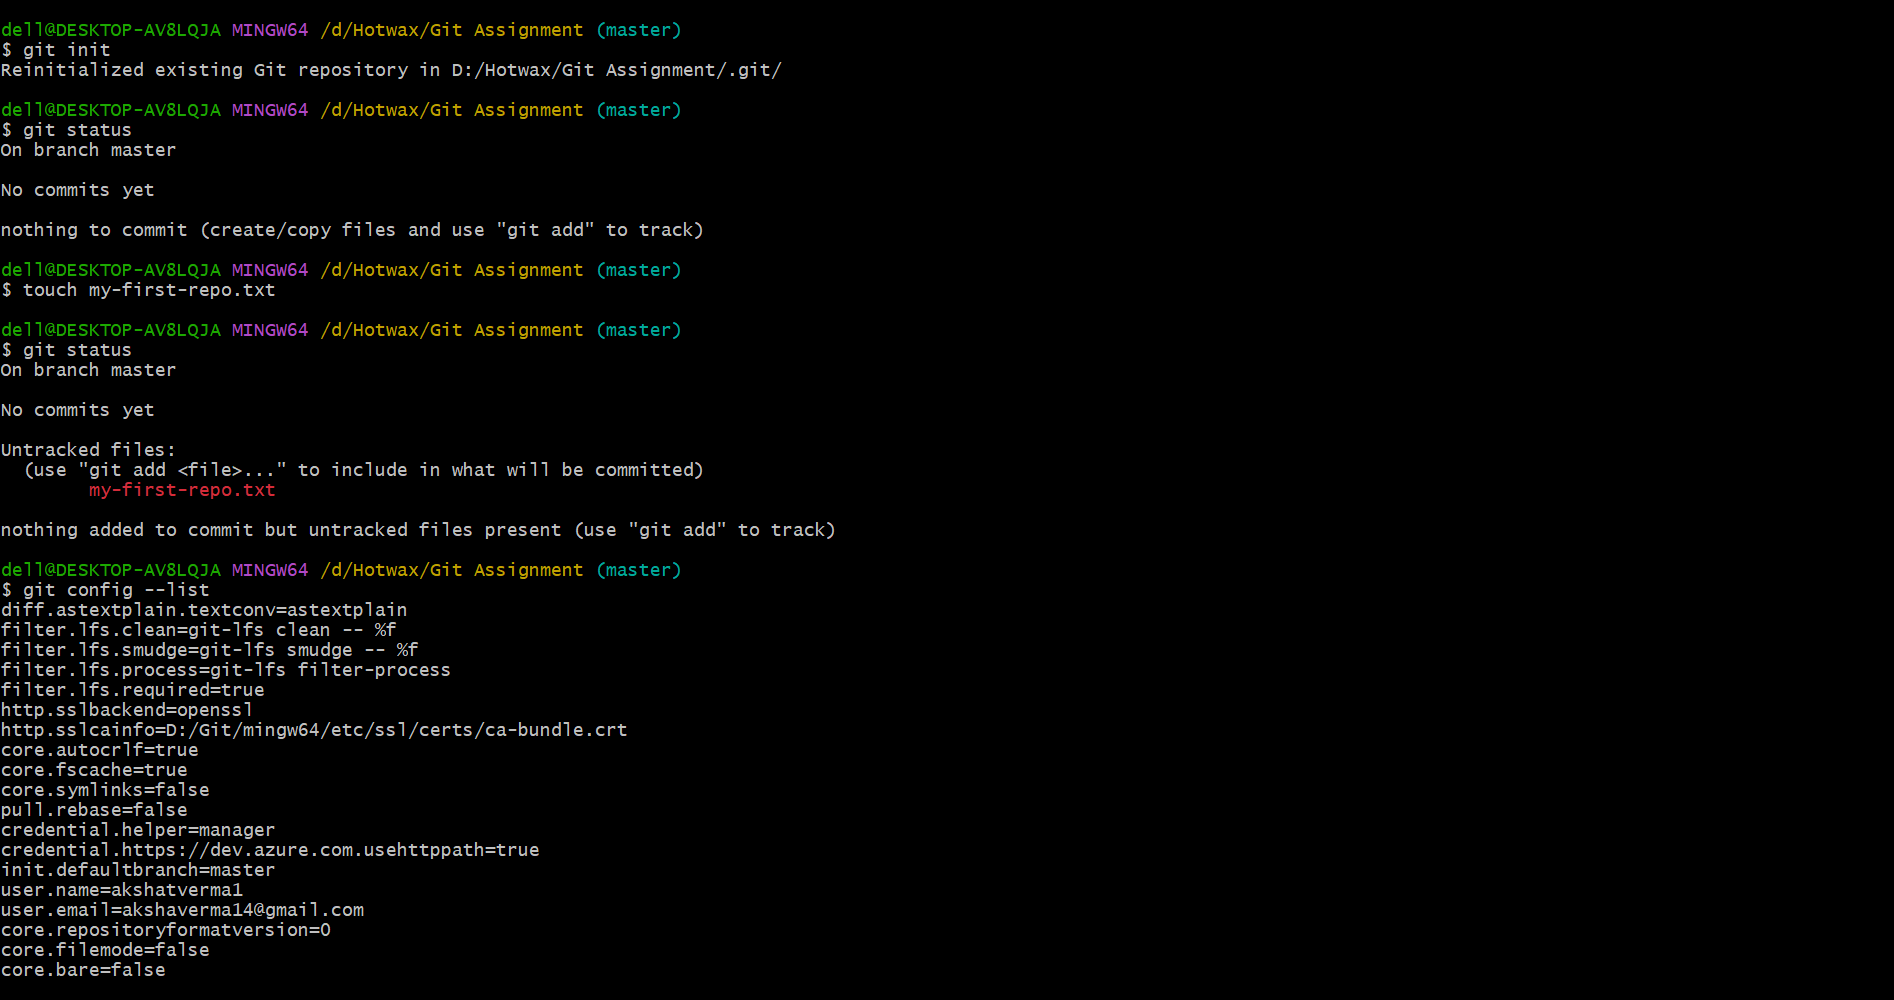 dell@DESKTOP-AV8LQJA MINGW64 /d/Hotwax/Git Assignment (master)
$ git init
Reinitialized existing Git repository in D:/Hotwax/Git Assignment/.git/
dell@DESKTOP-AV8LQJA MINGW64 /d/Hotwax/Git Assignment (master)
$ git status
On branch master
No commits yet
nothing to commit (create/copy files and use "git add" to track)
dell@DESKTOP-AV8LQJA MINGW64 /d/Hotwax/Git Assignment (master)
$ touch my-first-repo.txt
dell@DESKTOP-AV8LQJA MINGW64 /d/Hotwax/Git Assignment (master)
$ git status
On branch master
No commits yet
Untracked files:
  (use "git add <file>..." to include in what will be committed)
        my-first-repo.txt
nothing added to commit but untracked files present (use "git add" to track)
dell@DESKTOP-AV8LQJA MINGW64 /d/Hotwax/Git Assignment (master)
$ git config --list
diff.astextplain.textconv=astextplain
filter.lfs.clean=git-lfs clean -- %f
filter.lfs.smudge=git-lfs smudge -- %f
filter.lfs.process=git-lfs filter-process
filter.lfs.required=true
http.sslbackend=openssl
http.sslcainfo=D:/Git/mingw64/etc/ssl/certs/ca-bundle.crt
core.autocrlf=true
core.fscache=true
core.symlinks=false
pull.rebase=false
credential.helper=manager
credential.https://dev.azure.com.usehttppath=true
init.defaultbranch=master
user.name=akshatverma1
user.email=akshaverma14@gmail.com
core.repositoryformatversion=0
core.filemode=false
core.bare=false